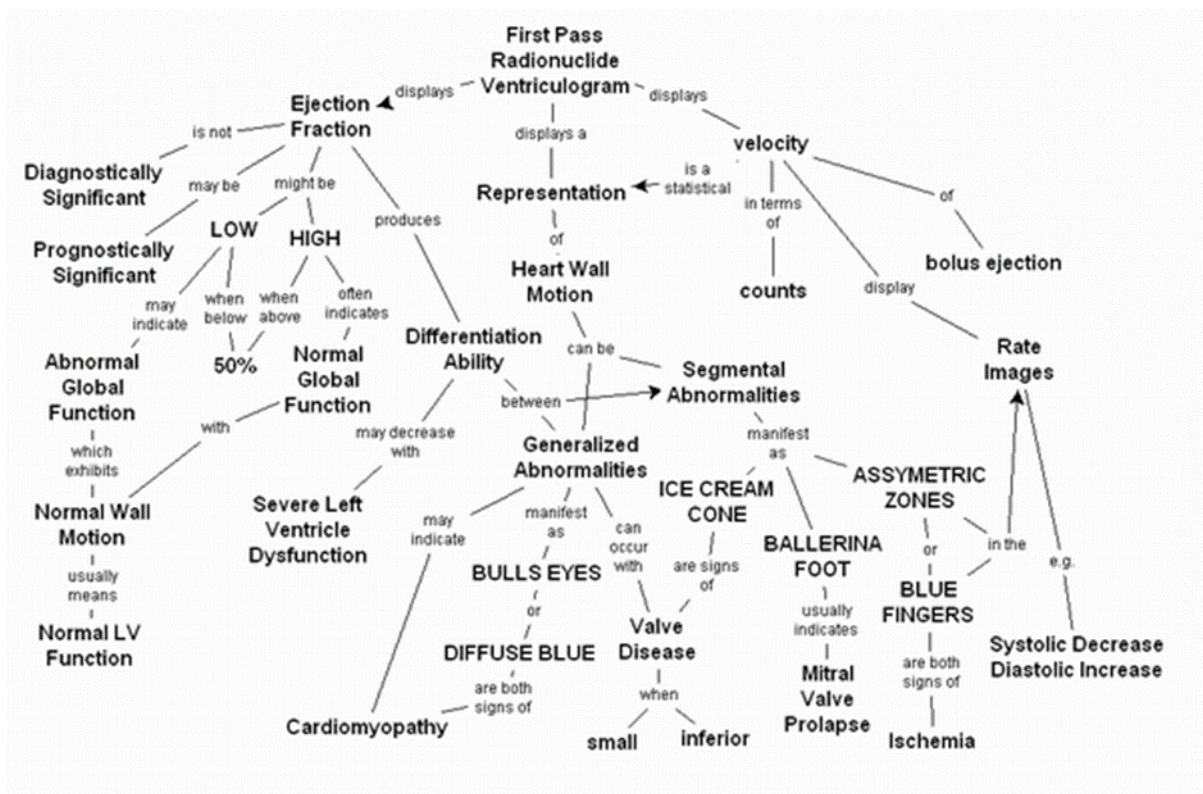 First Pass
Radionuclide
Ventriculogram
displays
displays
displays a
Ejection
Fraction
is not
velocity
Diagnostically
Significant
may be
might be
produces
Representation
is a
statistical
in terms
of
of
Prognostically
Significant
LOW
HIGH
of
Heart Wall
Motion
bolus ejection
counts
display
may
indicate
when
below
when
above
often
indicates
Differentiation
Ability
can be
Rate
Images
Abnormal
Global
Function
50%
Normal
Global
Function
Segmental
Abnormalities
between
with
may decrease
with
Generalized
Abnormalities
manifest
as
which
exhibits
ICE CREAM
CONE
ASSYMETRIC
ZONES
Normal Wall
Motion
Severe Left
Ventricle
Dysfunction
may
indicate
manifest
as
can
occur
with
are signs
of
BALLERINA
FOOT
or
in the
e.g.
usually
means
BULLS EYES
or
BLUE
FINGERS
Normal LV
Function
DIFFUSE BLUE
Valve
Disease
usually
indicates
Systolic Decrease
Diastolic Increase
are both
signs of
when
Mitral
Valve
Prolapse
are both
signs of
Cardiomyopathy
small
inferior
Ischemia